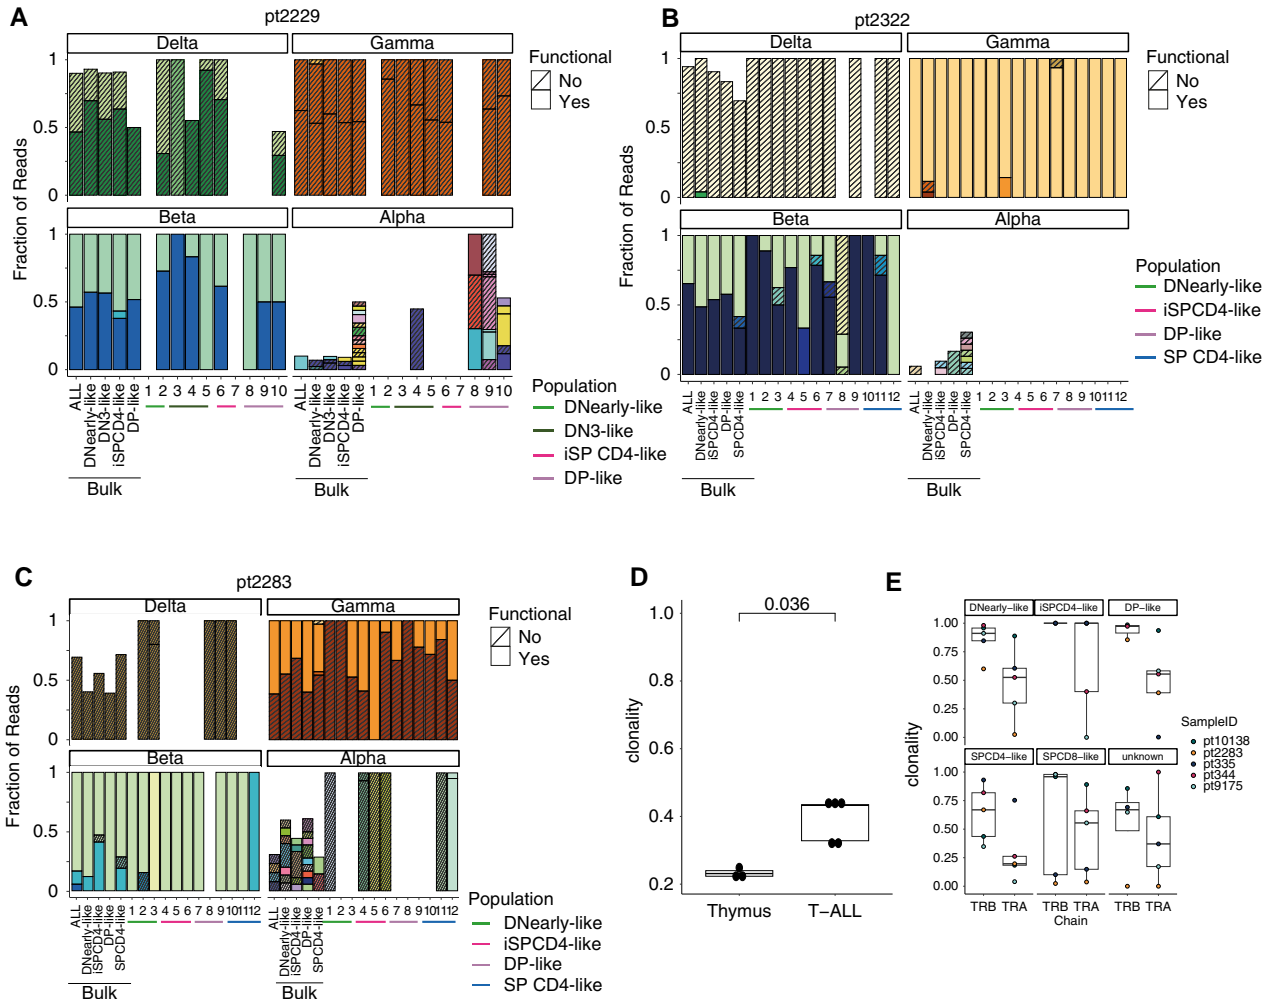 A
pt2229
Delta
Gamma
Functional
No
Yes
Fraction of Reads
1
0.5
0
Beta
Alpha
1
0.5
0
ALL
DNearly-like
DN3-like
iSPCD4-like
DP-like
1 2 3 4 5 6 7 8 9 10
ALL
DNearly-like
DN3-like
iSPCD4-like
DP-like
1 2 3 4 5 6 7 8 9 10
Bulk
Bulk
Population
DNearly-like
DN3-like
iSP CD4-like
DP-like
B
pt2322
Delta
Gamma
Functional
No
Yes
Fraction of Reads
1
0.5
0
Beta
Alpha
1
0.5
0
ALL
DNearly-like
iSPCD4-like
DP-like
SPCD4-like
1 2 3 4 5 6 7 8 9 10 11 12
ALL
DNearly-like
iSPCD4-like
DP-like
SPCD4-like
1 2 3 4 5 6 7 8 9 10 11 12
Bulk
Bulk
Population
DNearly-like
iSPCD4-like
DP-like
SP CD4-like
C
pt2283
Delta
Gamma
Functional
No
Yes
Fraction of Reads
1
0.5
0
Beta
Alpha
1
0.5
0
ALL
DNearly-like
iSPCD4-like
DP-like
SPCD4-like
1 2 3 4 5 6 7 8 9 10 11 12
ALL
DNearly-like
iSPCD4-like
DP-like
SPCD4-like
1 2 3 4 5 6 7 8 9 10 11 12
Bulk
Bulk
Population
DNearly-like
iSPCD4-like
DP-like
SP CD4-like
D
0.036
clonality
1.0
0.8
0.6
0.4
0.2
Thymus
T-ALL
E
DNearly-like
iSPCD4-like
DP-like
1.00
0.75
0.50
0.25
0.00
clonality
SPCD4-like
SPCD8-like
unknown
1.00
0.75
0.50
0.25
0.00
TRB TRA
TRB TRA
TRB TRA
Chain
SampleID
pt10138
pt2283
pt335
pt344
pt9175